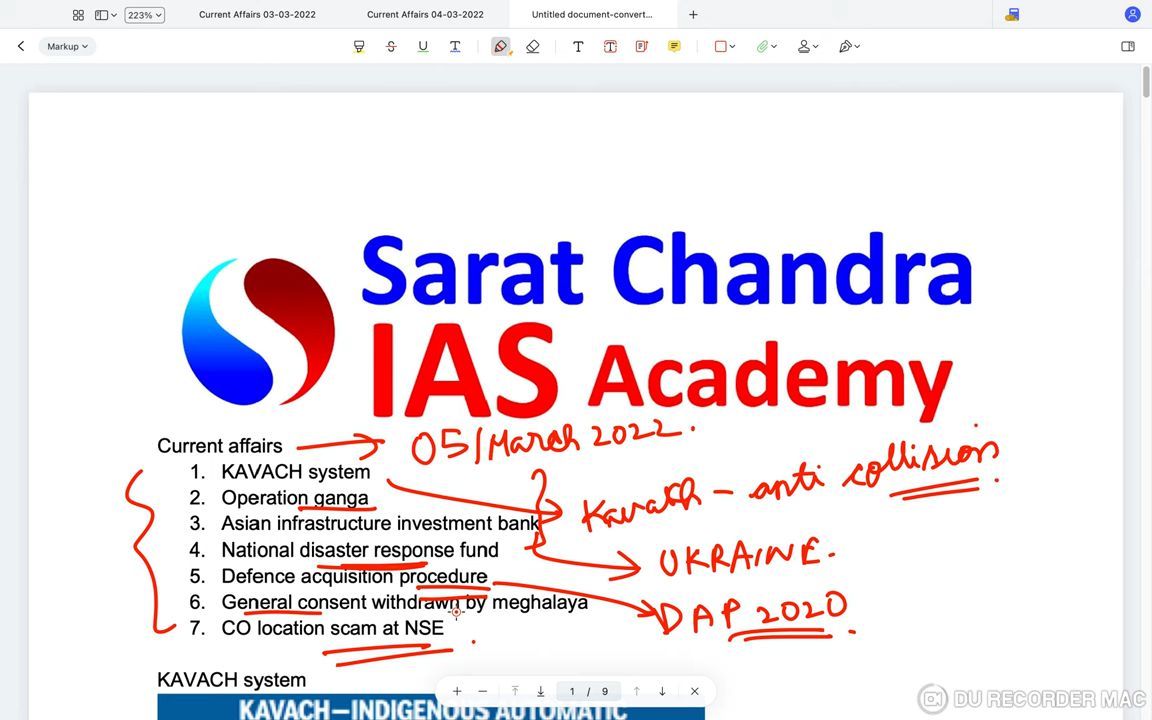 223%
Current Affairs 03-03-2022
Current Affairs 04-03-2022
Untitled document-convert...
Markup
Sarat Chandra
IAS Academy
Current affairs
05/March 2022.
1. KAVACH system
2. Operation ganga
3. Asian infrastructure investment bank
4. National disaster response fund
5. Defence acquisition procedure
6. General consent withdrawn by meghalaya
7. CO location scam at NSE
Kavach - anti collision.
UKRAINE.
DAP 2020.
KAVACH system
1 / 9
KAVACH—INDIGENOUS AUTOMATIC
DU RECORDER MAC